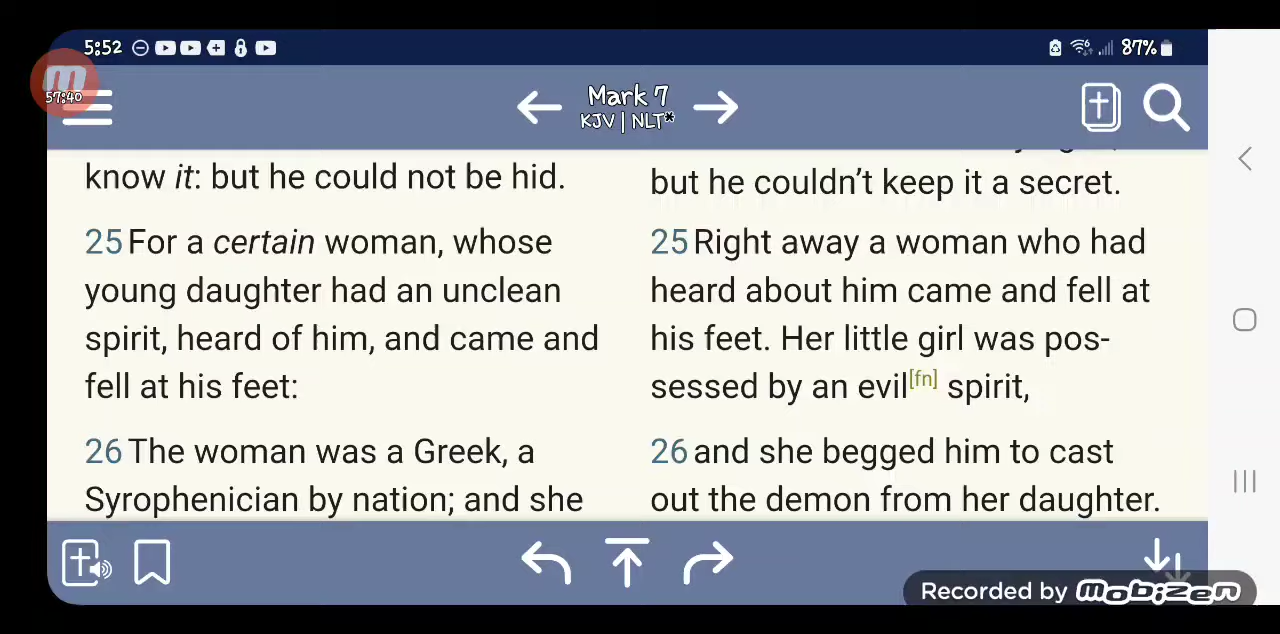 5:52
87%
57:40
Mark 7
KJV | NLT*
know it: but he could not be hid.
25 For a certain woman, whose
young daughter had an unclean
spirit, heard of him, and came and
fell at his feet:
26 The woman was a Greek, a
Syrophenician by nation; and she
but he couldn't keep it a secret.
25 Right away a woman who had
heard about him came and fell at
his feet. Her little girl was pos-
sessed by an evil[fn] spirit,
26 and she begged him to cast
out the demon from her daughter.
Recorded by Mobizen